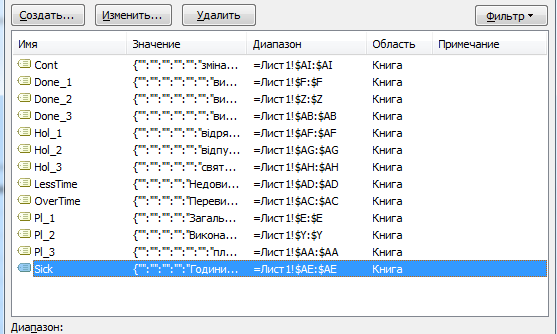 Создать... Изменить... Удалить Фильтр
Имя Значение Диапазон Область Примечание
Cont {"":"":"":"":"зміна... =Лист1!$AI:$AI Книга
Done_1 {"":"":"":"":"":"ви... =Лист1!$F:$F Книга
Done_2 {"":"":"":"":"":"ви... =Лист1!$Z:$Z Книга
Done_3 {"":"":"":"":"":"ви... =Лист1!$AB:$AB Книга
Hol_1 {"":"":"":"":"відря... =Лист1!$AF:$AF Книга
Hol_2 {"":"":"":"":"відпу... =Лист1!$AG:$AG Книга
Hol_3 {"":"":"":"":"свят... =Лист1!$AH:$AH Книга
LessTime {"":"":"":"":"Недови... =Лист1!$AD:$AD Книга
OverTime {"":"":"":"":"Переви... =Лист1!$AC:$AC Книга
Pl_1 {"":"":"":"":"Загаль... =Лист1!$E:$E Книга
Pl_2 {"":"":"":"":"Викона... =Лист1!$Y:$Y Книга
Pl_3 {"":"":"":"":"":"пл... =Лист1!$AA:$AA Книга
Sick {"":"":"":"":"Години... =Лист1!$AE:$AE Книга
Диапазон: